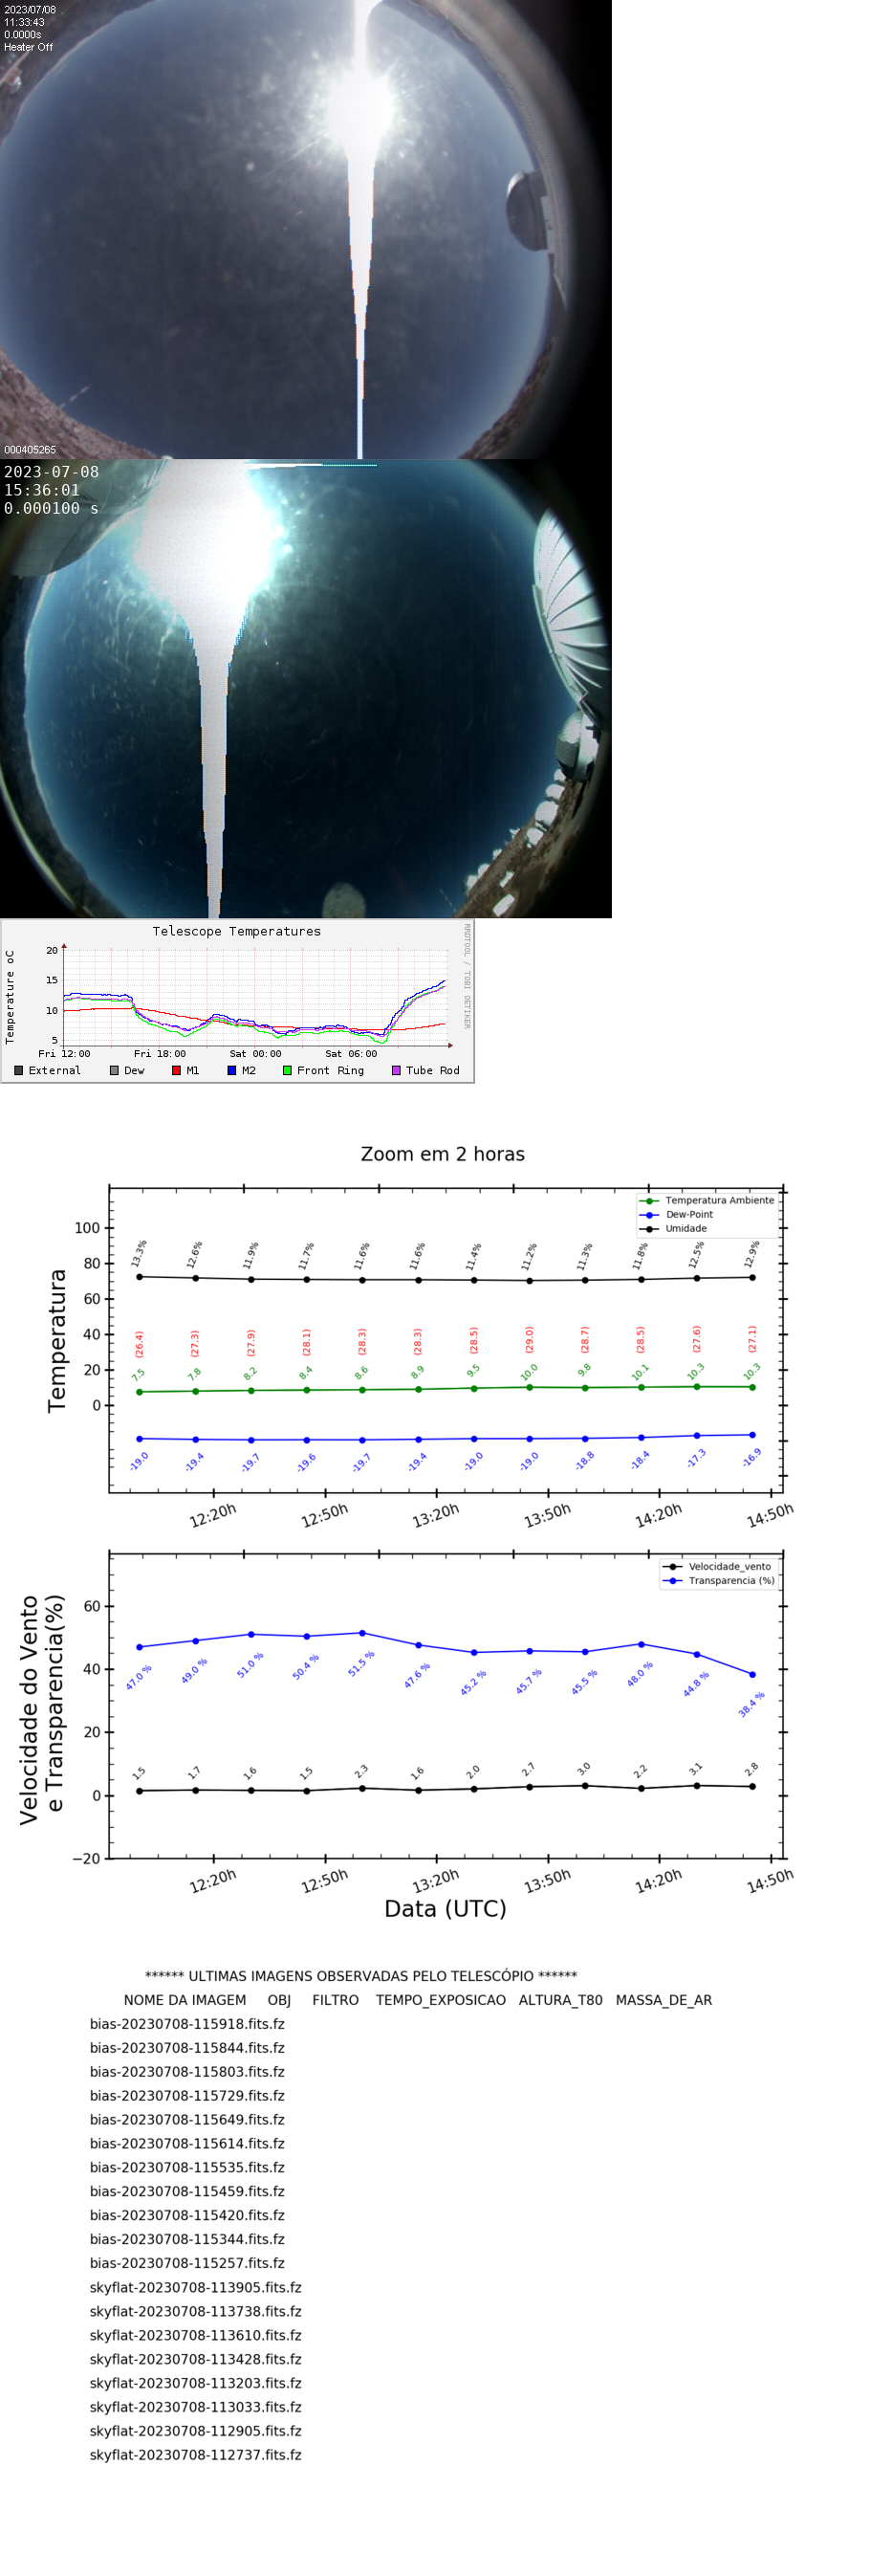 2023/07/08
11:33:43
0.0000s
Heater Off
000405265
2023-07-08
15:36:01
0.000100 s
Telescope Temperatures
RRDTOOL / TOBI OETIKER
Temperature oC
20
15
10
5
Fri 12:00 Fri 18:00 Sat 00:00 Sat 06:00
External Dew M1 M2 Front Ring Tube Rod
Zoom em 2 horas
Temperatura Ambiente
Dew-Point
Umidade
Temperatura
100
80
60
40
20
0
13.3% 12.6% 11.9% 11.7% 11.6% 11.6% 11.4% 11.2% 11.3% 11.8% 12.5% 12.9%
(26.4) (27.3) (27.9) (28.1) (28.3) (28.3) (28.5) (29.0) (28.7) (28.5) (27.6) (27.1)
7.5 7.8 8.2 8.4 8.6 8.9 9.5 10.0 9.8 10.1 10.3 10.3
-19.0 -19.4 -19.7 -19.6 -19.7 -19.4 -19.0 -19.0 -18.8 -18.4 -17.3 -16.9
12:20h 12:50h 13:20h 13:50h 14:20h 14:50h
Velocidade_vento
Transparencia (%)
Velocidade do Vento
e Transparencia(%)
60
40
20
0
−20
47.0 % 49.0 % 51.0 % 50.4 % 51.5 % 47.6 % 45.2 % 45.7 % 45.5 % 48.0 % 44.8 % 38.4 %
1.5 1.7 1.6 1.5 2.3 1.6 2.0 2.7 3.0 2.2 3.1 2.8
12:20h 12:50h 13:20h 13:50h 14:20h 14:50h
Data (UTC)
****** ULTIMAS IMAGENS OBSERVADAS PELO TELESCÓPIO ******
NOME DA IMAGEM OBJ FILTRO TEMPO_EXPOSICAO ALTURA_T80 MASSA_DE_AR
bias-20230708-115918.fits.fz
bias-20230708-115844.fits.fz
bias-20230708-115803.fits.fz
bias-20230708-115729.fits.fz
bias-20230708-115649.fits.fz
bias-20230708-115614.fits.fz
bias-20230708-115535.fits.fz
bias-20230708-115459.fits.fz
bias-20230708-115420.fits.fz
bias-20230708-115344.fits.fz
bias-20230708-115257.fits.fz
skyflat-20230708-113905.fits.fz
skyflat-20230708-113738.fits.fz
skyflat-20230708-113610.fits.fz
skyflat-20230708-113428.fits.fz
skyflat-20230708-113203.fits.fz
skyflat-20230708-113033.fits.fz
skyflat-20230708-112905.fits.fz
skyflat-20230708-112737.fits.fz